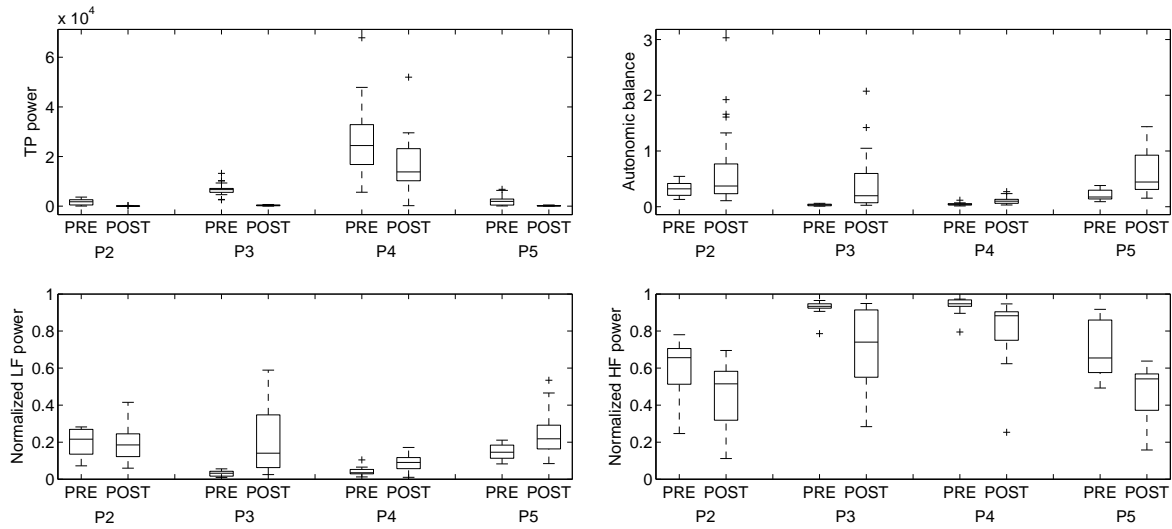 x 10⁴
TP power
6
4
2
0
PRE POST PRE POST PRE POST PRE POST
P2 P3 P4 P5
Autonomic balance
3
2
1
0
PRE POST PRE POST PRE POST PRE POST
P2 P3 P4 P5
Normalized LF power
1
0.8
0.6
0.4
0.2
0
PRE POST PRE POST PRE POST PRE POST
P2 P3 P4 P5
Normalized HF power
1
0.8
0.6
0.4
0.2
0
PRE POST PRE POST PRE POST PRE POST
P2 P3 P4 P5